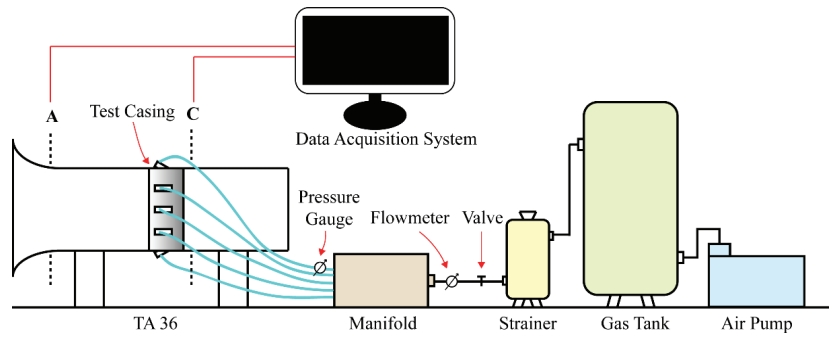 A
Test Casing
C
Data Acquisition System
Pressure
Gauge
Flowmeter
Valve
TA 36
Manifold
Strainer
Gas Tank
Air Pump